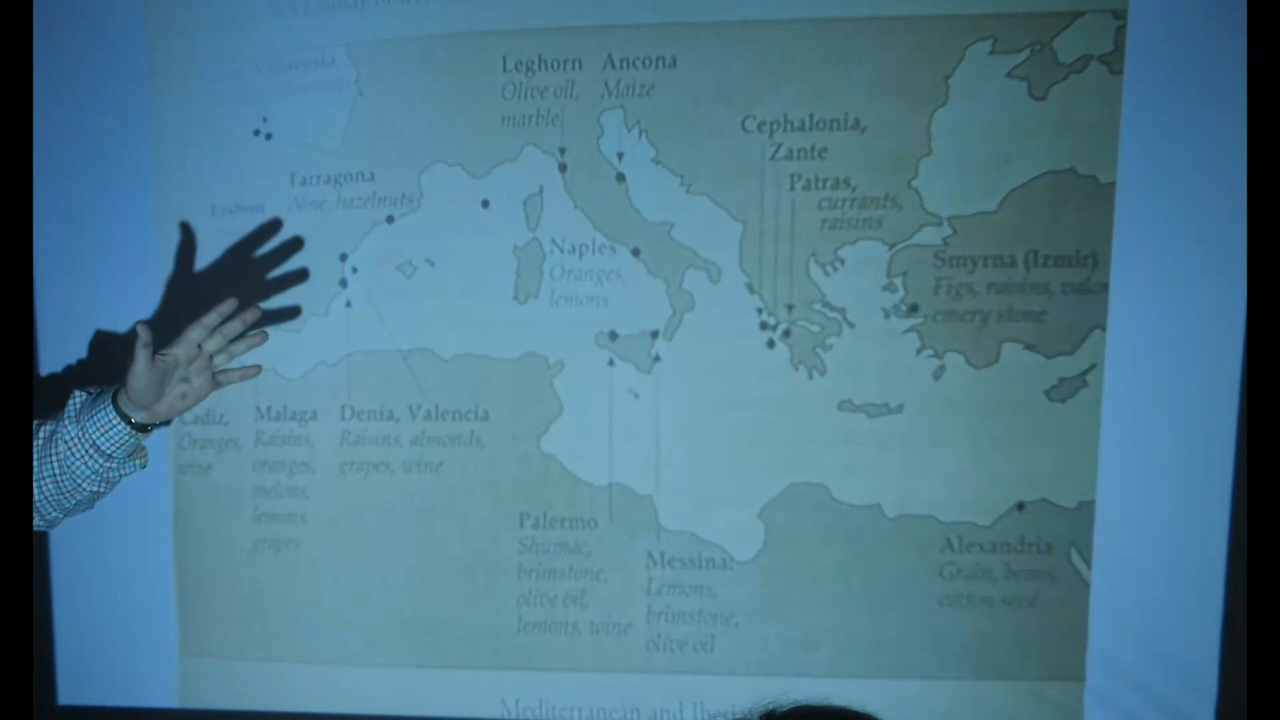 Leghorn
Olive oil,
marble
Ancona
Maize
Cephalonia,
Zante
Patras,
currants,
raisins
Tarragona
Wine, hazelnuts
Lisbon
Naples
Oranges,
lemons
Smyrna (Izmir)
Figs, raisins,
emery stone
Cadiz,
Oranges,
wine
Malaga
Raisins,
oranges,
melons,
lemons,
grapes
Denia, Valencia
Raisins, almonds,
grapes, wine
Palermo
Shumac,
brimstone,
olive oil,
lemons, wine
Messina:
Lemons,
brimstone,
olive oil
Alexandria
Grain, beans,
cotton seed
Mediterranean and